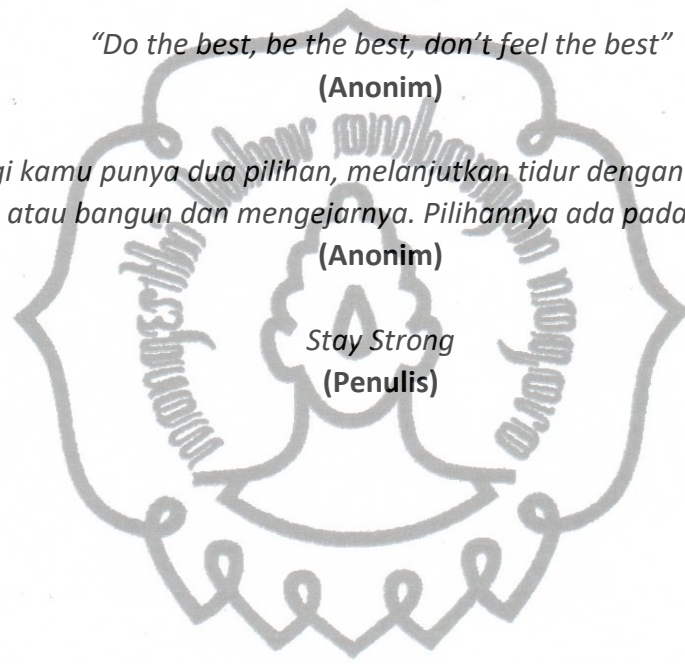 “Do the best, be the best, don’t feel the best”
(Anonim)
gi kamu punya dua pilihan, melanjutkan tidur dengan
atau bangun dan mengejarnya. Pilihannya ada pada
(Anonim)
Stay Strong
(Penulis)